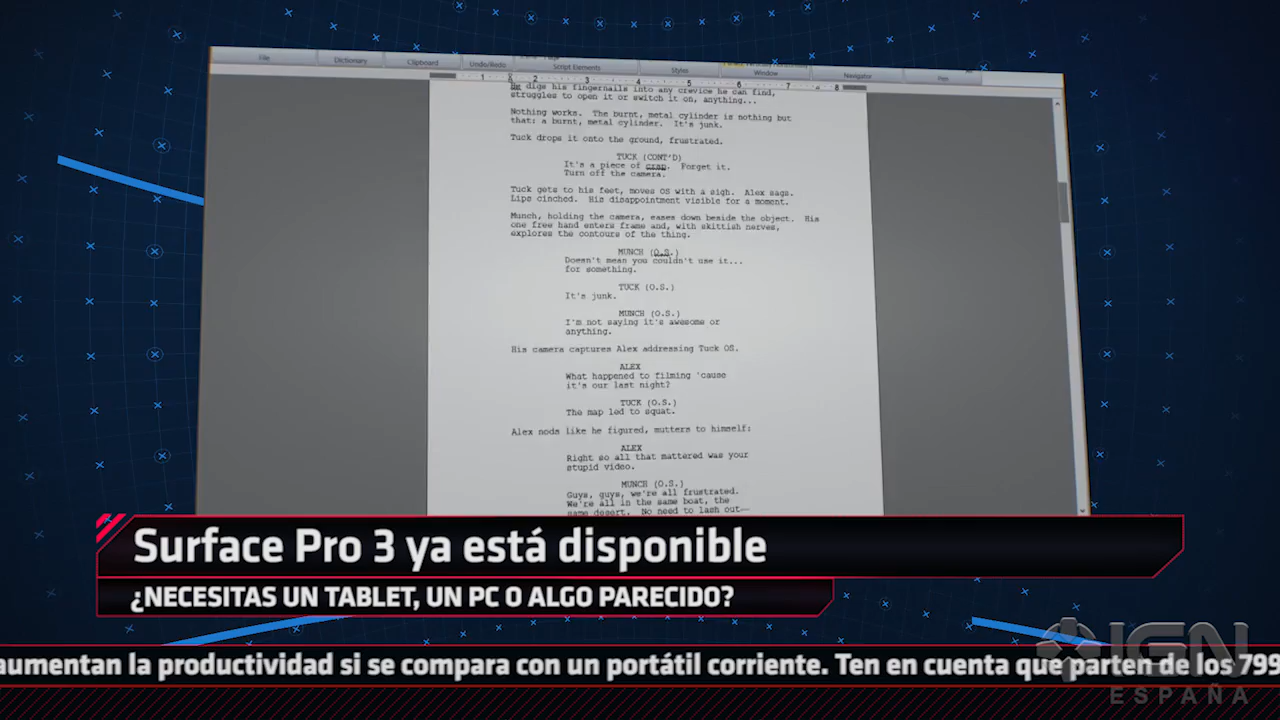 File Dictionary Clipboard Undo/Redo Script Elements Styles Window Navigator Pen
1 2 3 4 5 6 7 8
He digs his fingernails into any crevice he can find,
struggles to open it or switch it on, anything...
Nothing works. The burnt, metal cylinder is nothing but
that: a burnt, metal cylinder. It's junk.
Tuck drops it onto the ground, frustrated.
TUCK (CONT'D)
It's a piece of crap. Forget it.
Turn off the camera.
Tuck gets to his feet, moves OS with a sigh. Alex sags.
Lips cinched. His disappointment visible for a moment.
Munch, holding the camera, eases down beside the object. His
one free hand enters frame and, with skittish nerves,
explores the contours of the thing.
MUNCH (O.S.)
Doesn't mean you couldn't use it...
for something.
TUCK (O.S.)
It's junk.
MUNCH (O.S.)
I'm not saying it's awesome or
anything.
His camera captures Alex addressing Tuck OS.
ALEX
What happened to filming 'cause
it's our last night?
TUCK (O.S.)
The map led to squat.
Alex nods like he figured, mutters to himself:
ALEX
Right so all that mattered was your
stupid video.
MUNCH (O.S.)
Guys, guys, we're all frustrated.
We're all in the same boat, the
same desert. No need to lash out—
Surface Pro 3 ya está disponible
¿NECESITAS UN TABLET, UN PC O ALGO PARECIDO?
aumentan la productividad si se compara con un portátil corriente. Ten en cuenta que parten de los 799
IGN
ESPAÑA